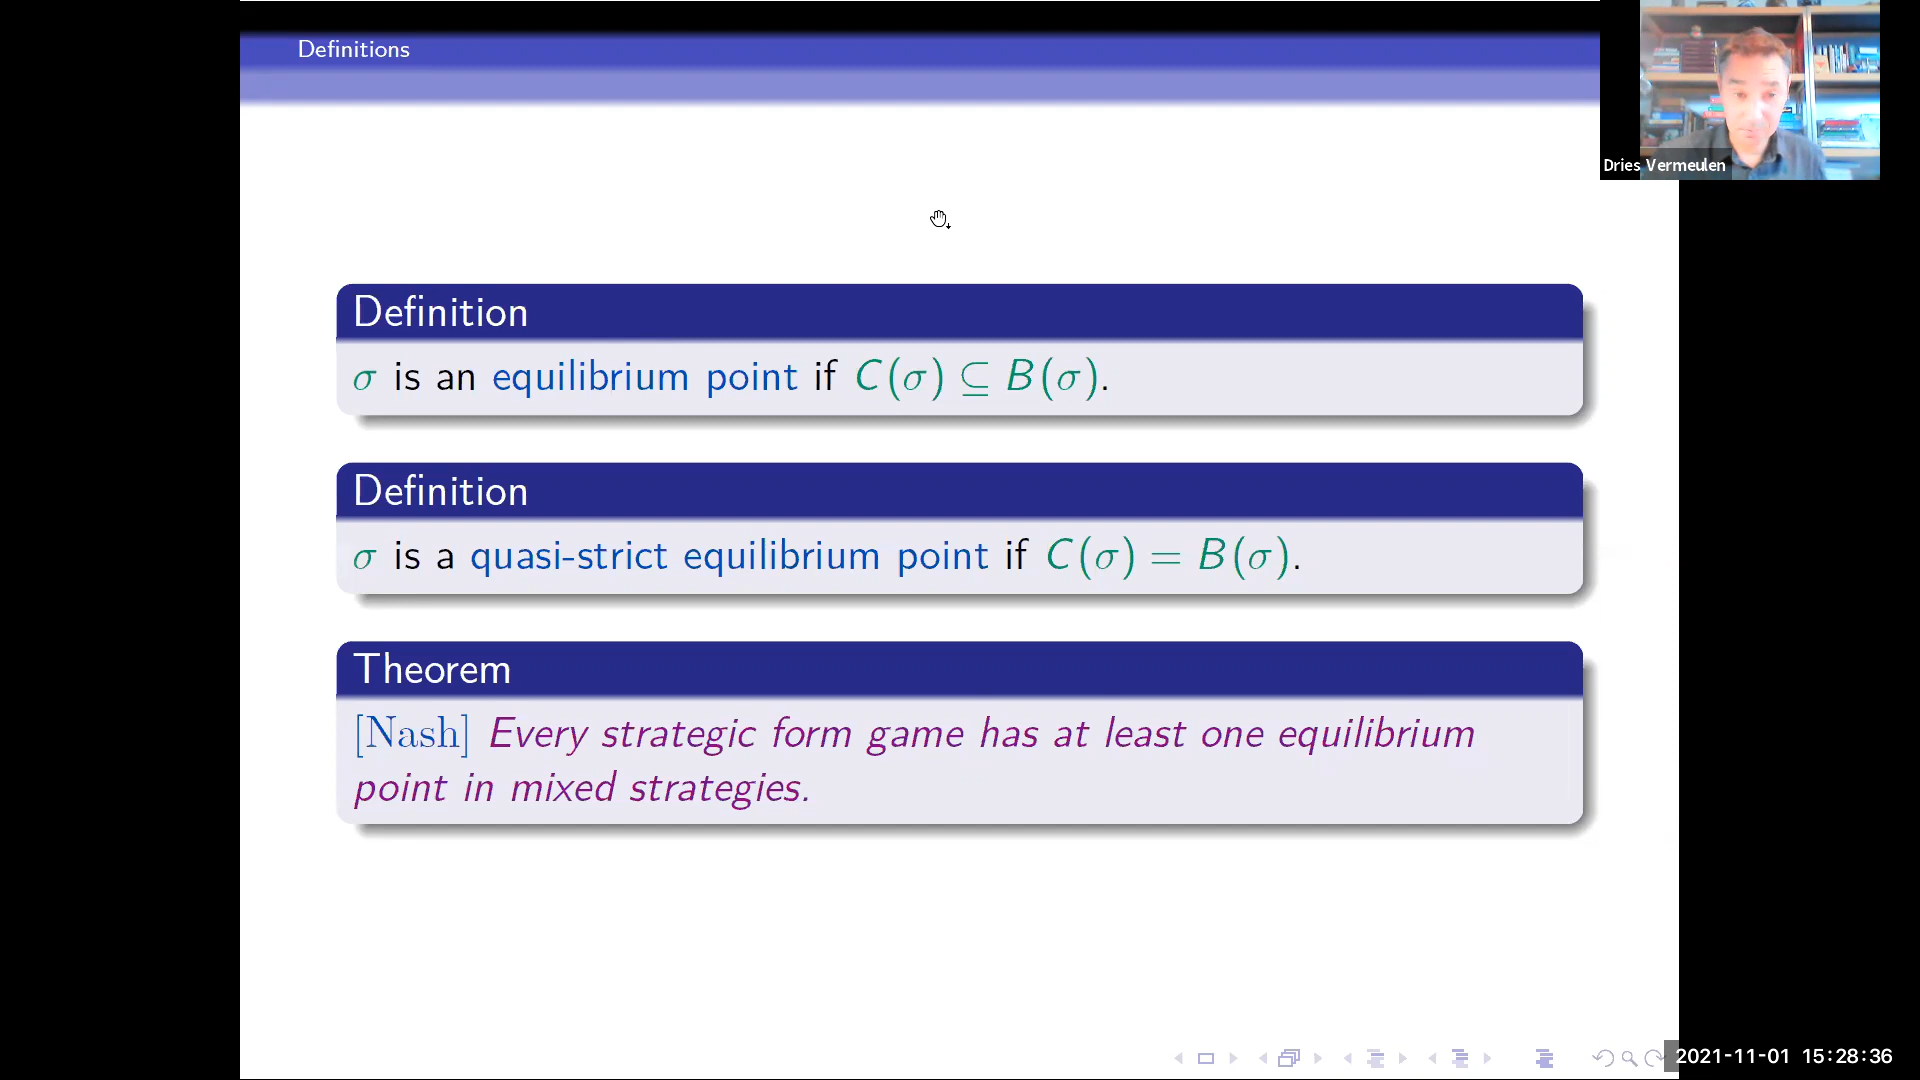 Definitions
Dries Vermeulen
Definition
σ is an equilibrium point if C(σ) ⊆ B(σ).
Definition
σ is a quasi-strict equilibrium point if C(σ) = B(σ).
Theorem
[Nash] Every strategic form game has at least one equilibrium
point in mixed strategies.
2021-11-01 15:28:36